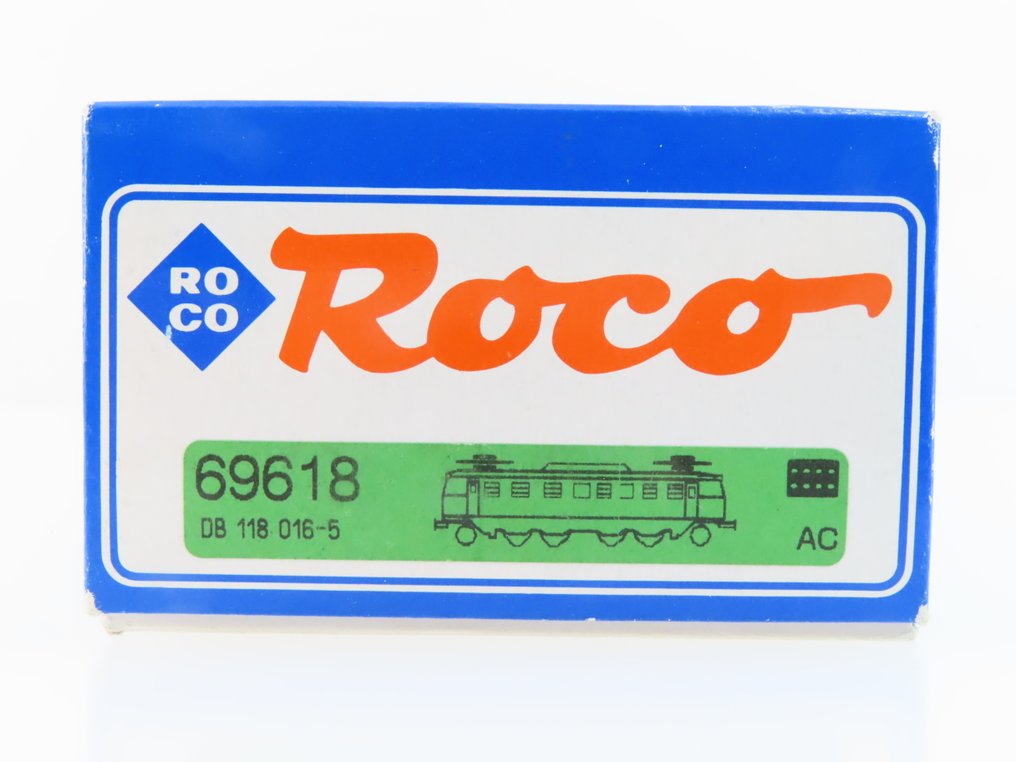 RO
CO
Roco
69618
DB 118 016-5
AC